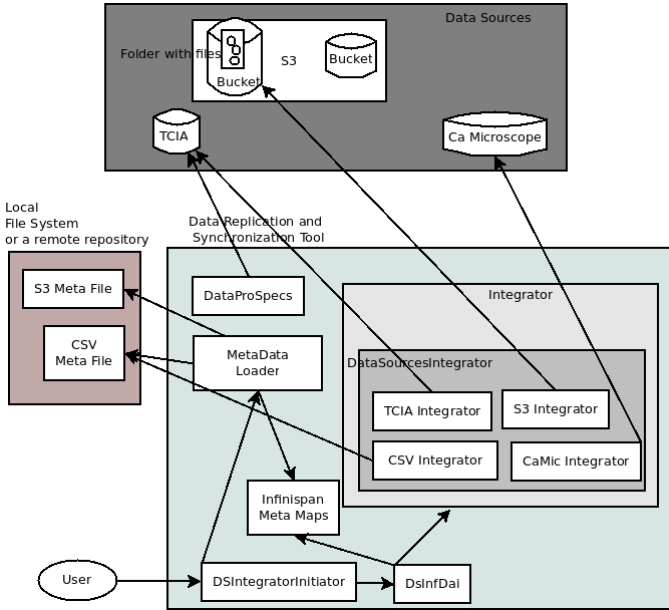 Data Sources
Folder with files
S3
Bucket
Bucket
TCIA
Ca Microscope
Local
File System
or a remote repository
Data Replication and
Synchronization Tool
S3 Meta File
DataProSpecs
Integrator
CSV
Meta File
MetaData
Loader
DataSourcesIntegrator
TCIA Integrator
S3 Integrator
CSV Integrator
CaMic Integrator
Infinispan
Meta Maps
User
DSIntegratorInitiator
DsInfDai